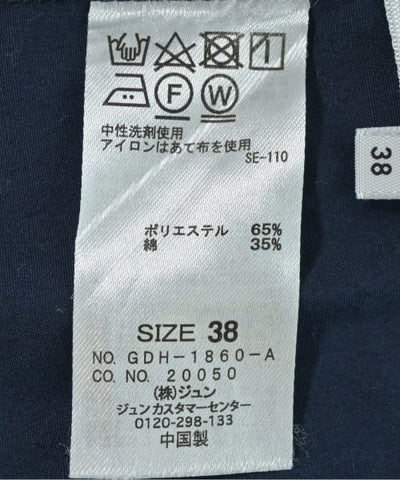 F W
中性洗剤使用
アイロンはあて布を使用
SE-110
ポリエステル 65%
綿 35%
SIZE 38
NO. GDH-1860-A
CO. NO. 20050
(株)ジュン
ジュン カスタマーセンター
0120-298-133
中国製
38